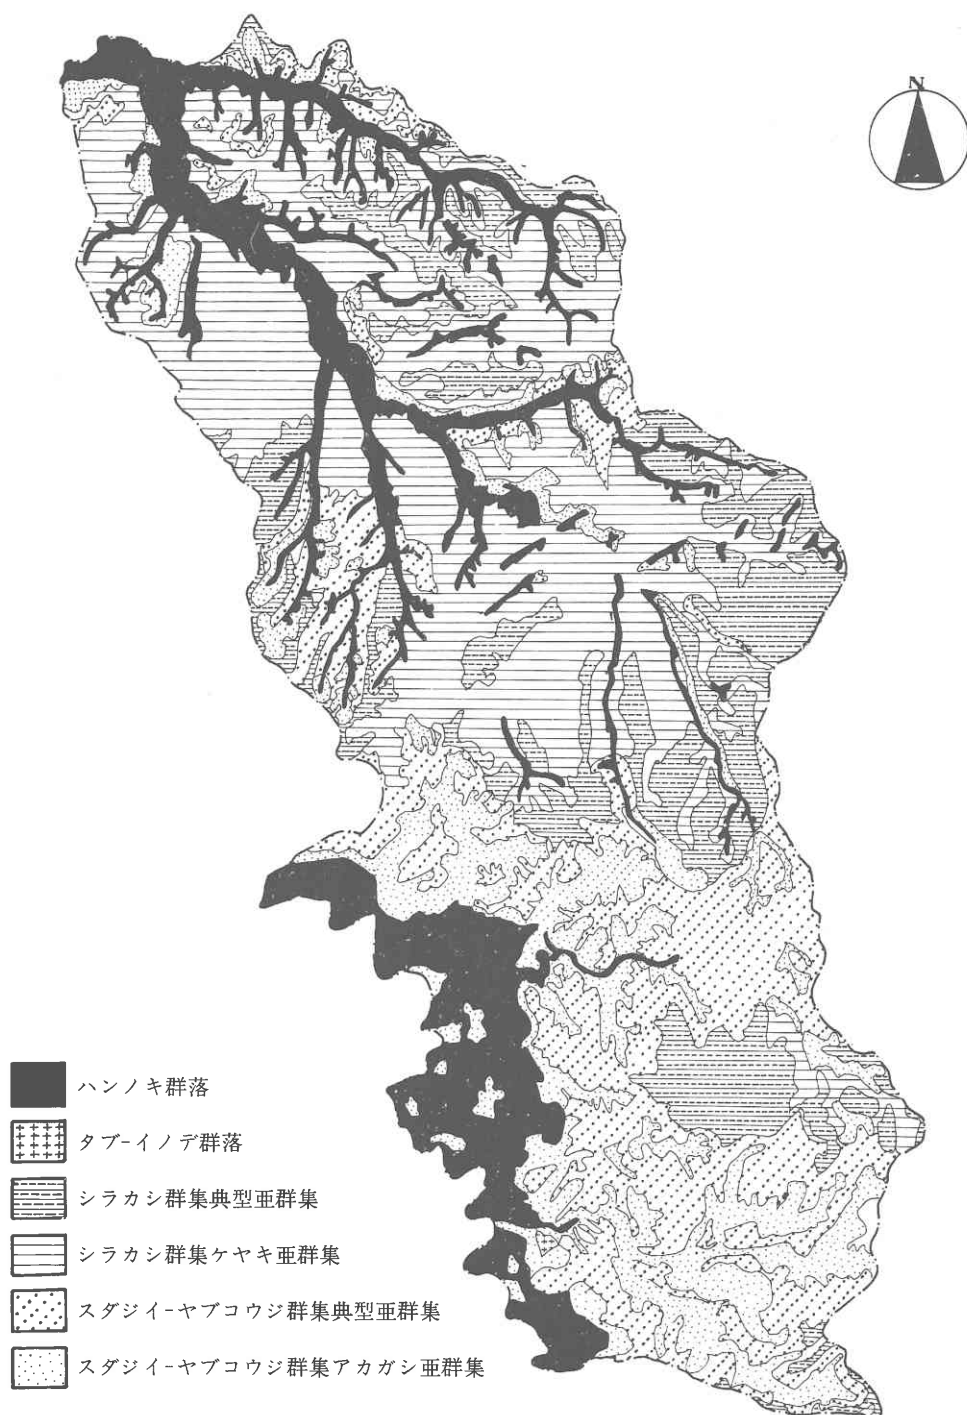 N
ハンノキ群落
タブ-イノデ群落
シラカシ群集典型亜群集
シラカシ群集ケヤキ亜群集
スダジイ-ヤブコウジ群集典型亜群集
スダジイ-ヤブコウジ群集アカガシ亜群集